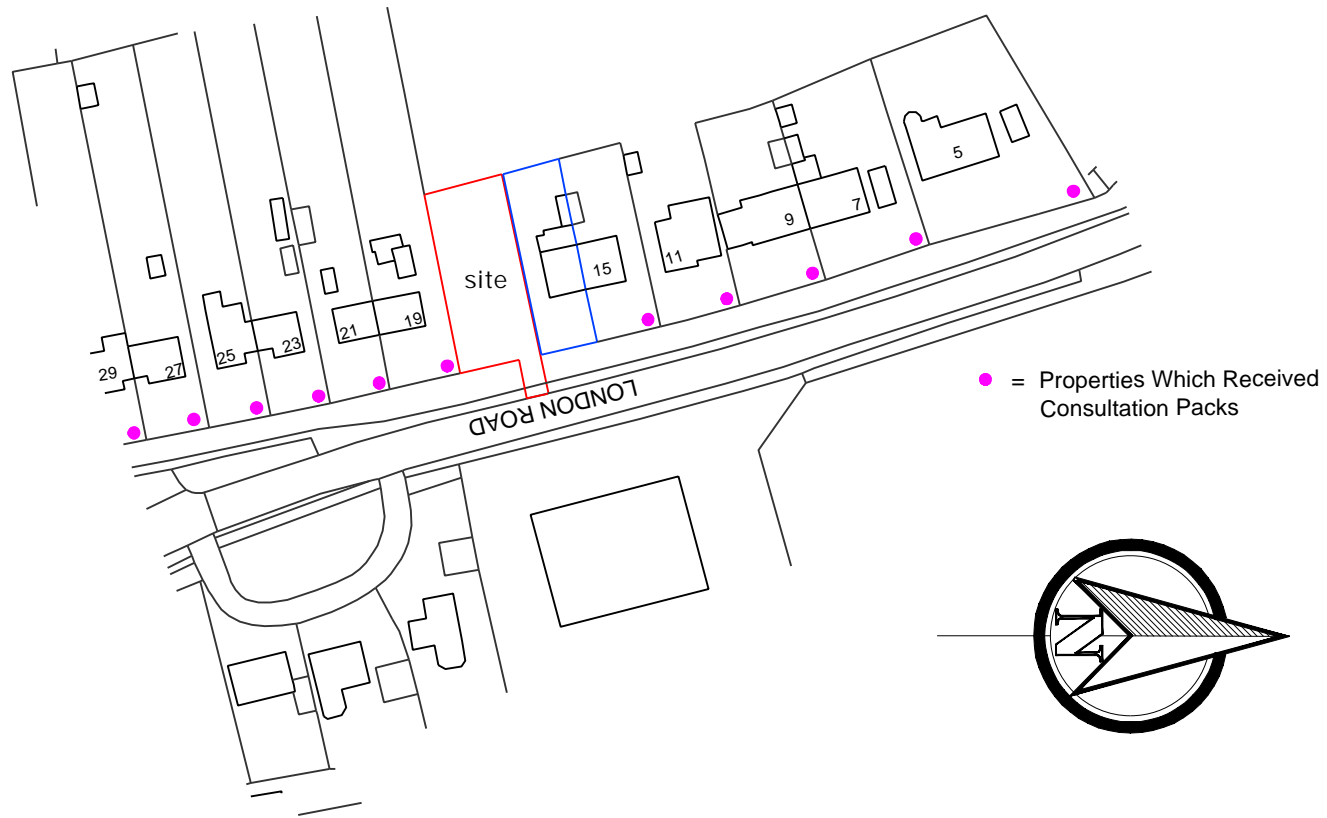 5
7
9
11
15
site
19
21
23
25
27
29
LONDON ROAD
= Properties Which Received
Consultation Packs
N